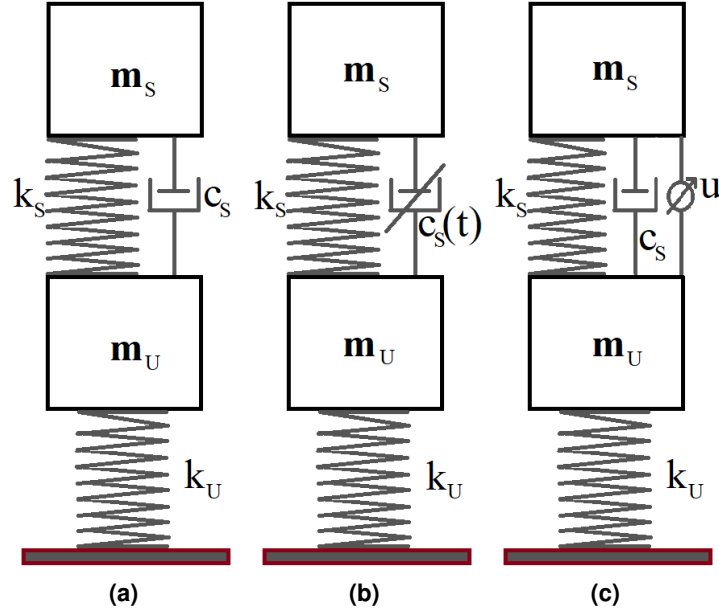 m_S m_S m_S
k_S c_S k_S c_S(t) k_S c_S u
m_U m_U m_U
k_U k_U k_U
(a) (b) (c)